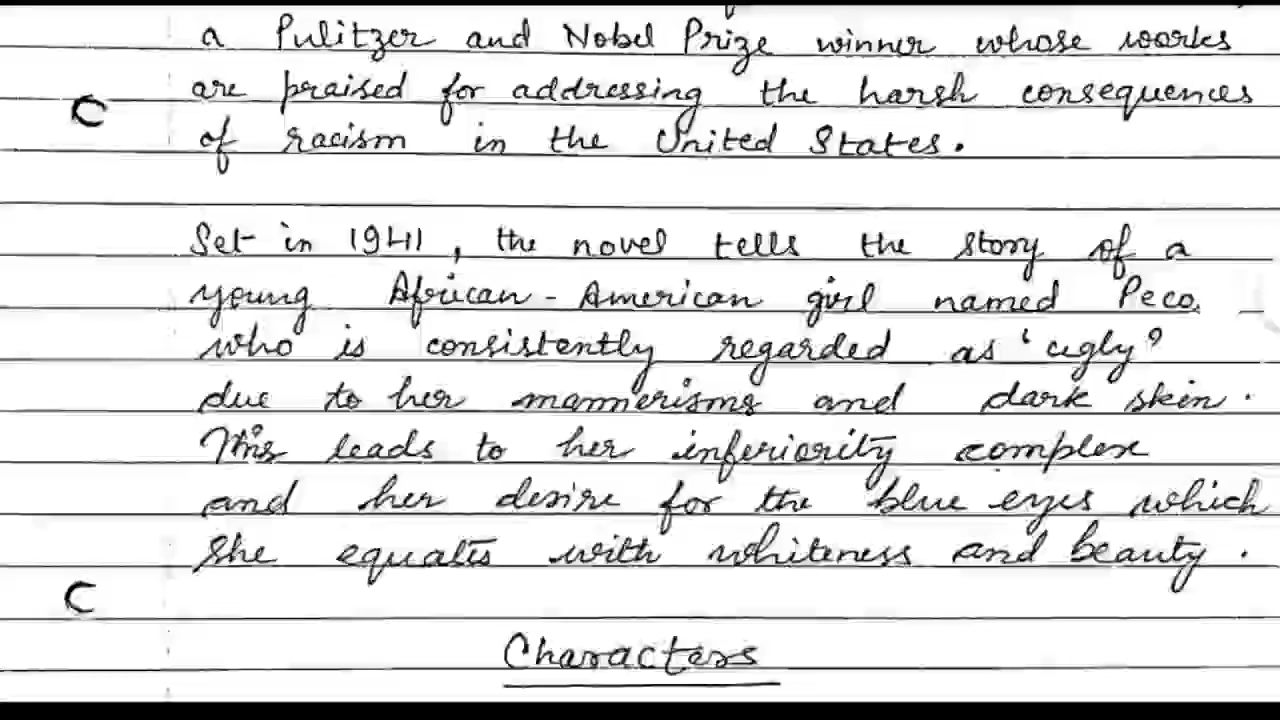 a Pulitzer and Nobel Prize winner whose works
are praised for addressing the harsh consequences
of racism in the United States.
Set in 1941, the novel tells the story of a
young African-American girl named Peco
who is consistently regarded as 'ugly'
due to her mannerisms and dark skin.
This leads to her inferiority complex
and her desire for the blue eyes which
she equates with whiteness and beauty.
Characters